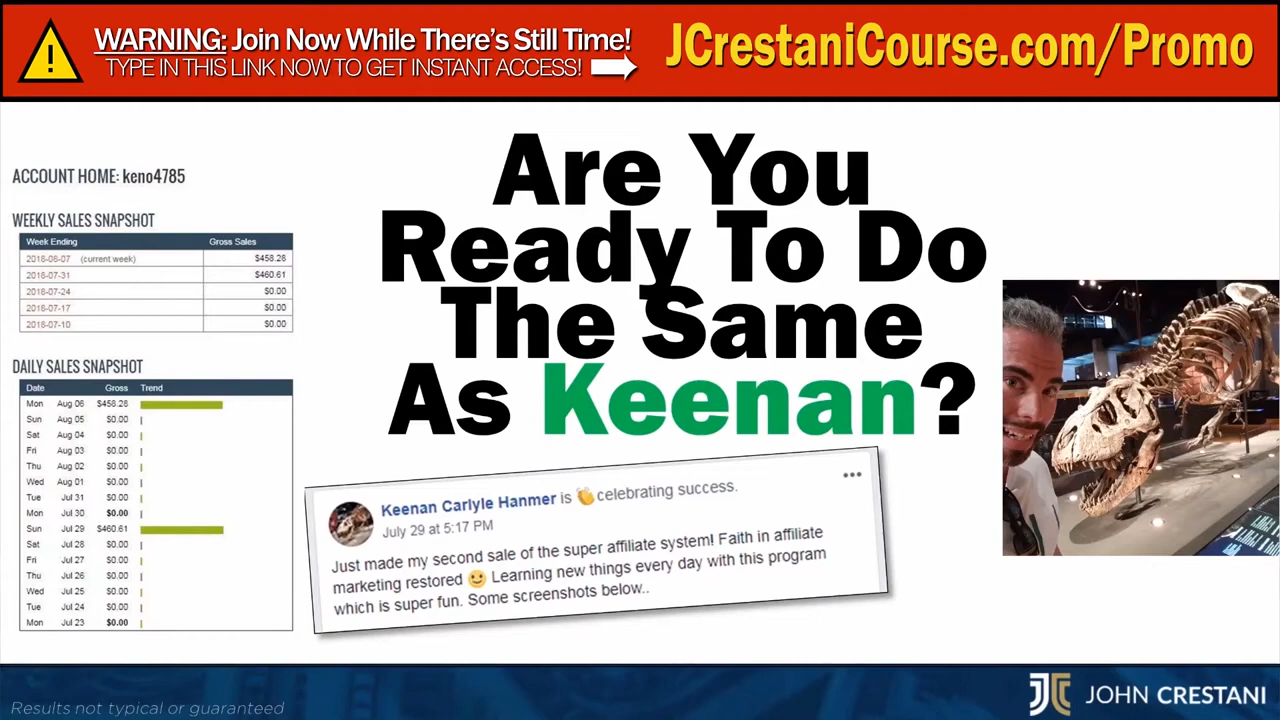 WARNING: Join Now While There's Still Time!
TYPE IN THIS LINK NOW TO GET INSTANT ACCESS!
JCrestaniCourse.com/Promo
ACCOUNT HOME: keno4785
WEEKLY SALES SNAPSHOT
Week Ending Gross Sales
2018-08-07 (current week) $458.28
2018-07-31 $460.61
2018-07-24 $0.00
2018-07-17 $0.00
2018-07-10 $0.00
DAILY SALES SNAPSHOT
Date Gross Trend
Mon Aug 06 $458.28
Sun Aug 05 $0.00
Sat Aug 04 $0.00
Fri Aug 03 $0.00
Thu Aug 02 $0.00
Wed Aug 01 $0.00
Tue Jul 31 $0.00
Mon Jul 30 $0.00
Sun Jul 29 $460.61
Sat Jul 28 $0.00
Fri Jul 27 $0.00
Thu Jul 26 $0.00
Wed Jul 25 $0.00
Tue Jul 24 $0.00
Mon Jul 23 $0.00
Are You
Ready To Do
The Same
As Keenan?
Keenan Carlyle Hanmer is 👏 celebrating success.
July 29 at 5:17 PM
Just made my second sale of the super affiliate system! Faith in affiliate
marketing restored 🙂 Learning new things every day with this program
which is super fun. Some screenshots below..
Results not typical or guaranteed
JOHN CRESTANI